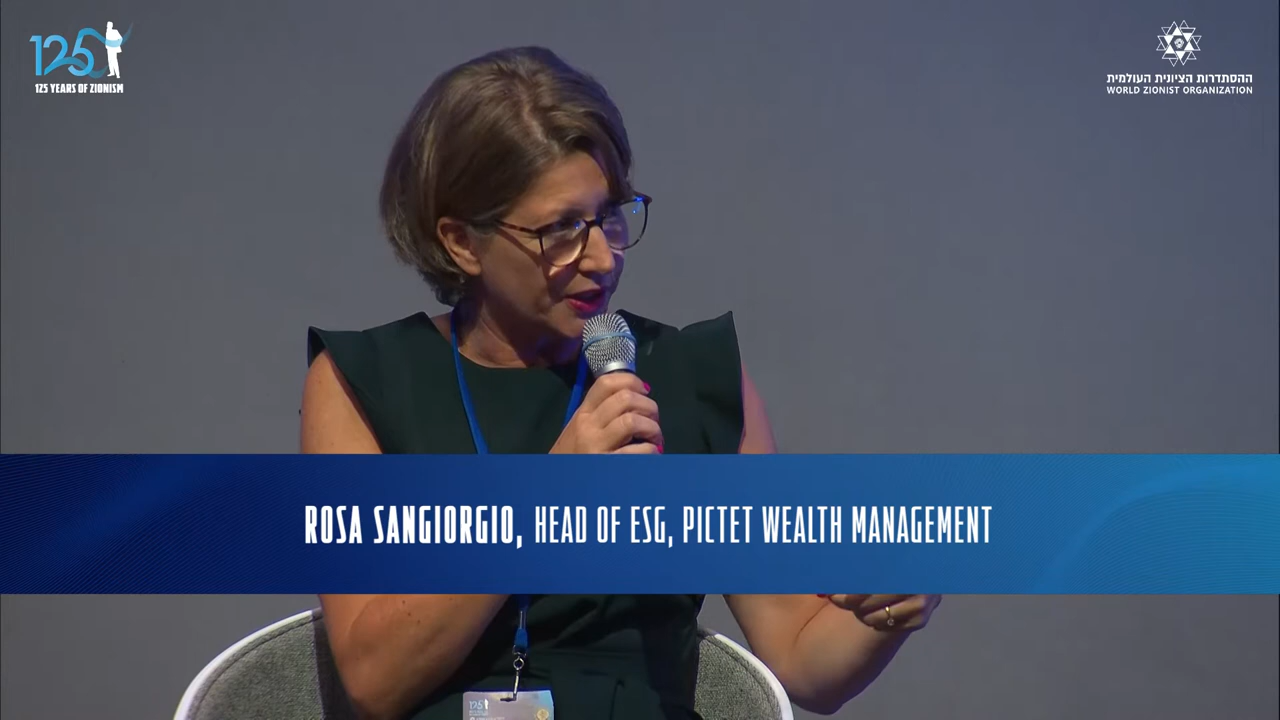 125
125 YEARS OF ZIONISM
ההסתדרות הציונית העולמית
WORLD ZIONIST ORGANIZATION
ROSA SANGIORGIO, HEAD OF ESG, PICTET WEALTH MANAGEMENT
125